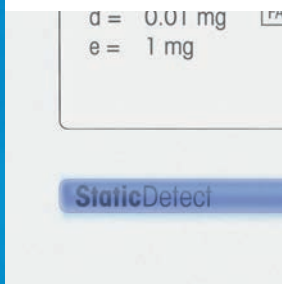 d = 0.01 mg
e = 1 mg
StaticDetect